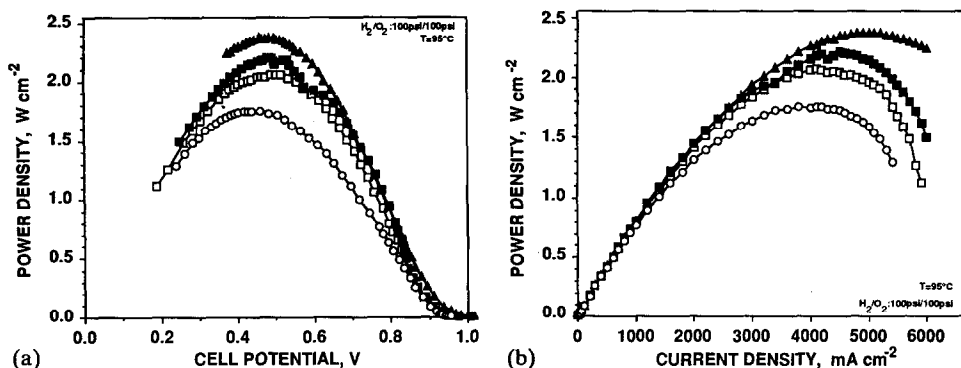 H2/O2 :100psi/100psi
T=95°C
POWER DENSITY, W cm-2
2.5
2.0
1.5
1.0
0.5
0.0
0.0 0.2 0.4 0.6 0.8 1.0
(a) CELL POTENTIAL, V
POWER DENSITY, W cm-2
2.5
2.0
1.5
1.0
0.5
0.0
T=95°C
H2/O2 :100psi/100psi
0 1000 2000 3000 4000 5000 6000
(b) CURRENT DENSITY, mA cm-2